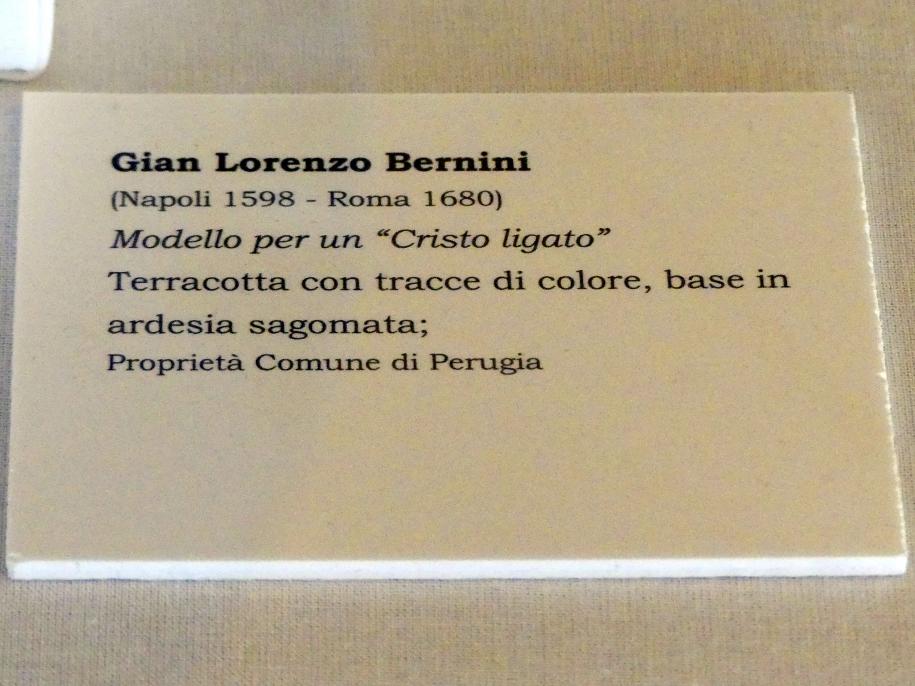 Gian Lorenzo Bernini
(Napoli 1598 - Roma 1680)
Modello per un “Cristo ligato”
Terracotta con tracce di colore, base in
ardesia sagomata;
Proprietà Comune di Perugia